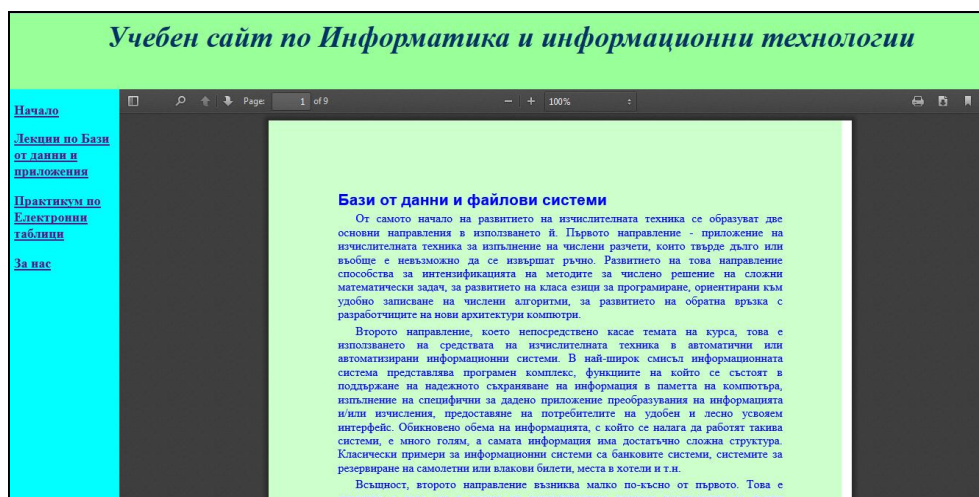 Учебен сайт по Информатика и информационни технологии
Начало
Лекции по Бази
от данни и
приложения
Практикум по
Електронни
таблици
За нас
Page: 1 of 9
100%
Бази от данни и файлови системи
От самото начало на развитието на изчислителната техника се образуват две
основни направления в използването й. Първото направление - приложение на
изчислителната техника за изпълнение на числени разчети, които твърде дълго или
въобще е невъзможно да се извършат ръчно. Развитието на това направление
способства за интензификацията на методите за числено решение на сложни
математически задач, за развитието на класа езици за програмиране, ориентирани към
удобно записване на числени алгоритми, за развитието на обратна връзка с
разработчиците на нови архитектури компютри.
Второто направление, което непосредствено касае темата на курса, това е
използването на средствата на изчислителната техника в автоматични или
автоматизирани информационни системи. В най-широк смисъл информационната
система представлява програмен комплекс, функциите на който се състоят в
поддържане на надеждното съхраняване на информация в паметта на компютъра,
изпълнение на специфични за дадено приложение преобразувания на информацията
и/или изчисления, предоставяне на потребителите на удобен и лесно усвояем
интерфейс. Обикновено обема на информацията, с който се налага да работят такива
системи, е много голям, а самата информация има достатъчно сложна структура.
Класически примери за информационни системи са банковите системи, системите за
резервиране на самолетни или влакови билети, места в хотели и т.н.
Всъщност, второто направление възниква малко по-късно от първото. Това е